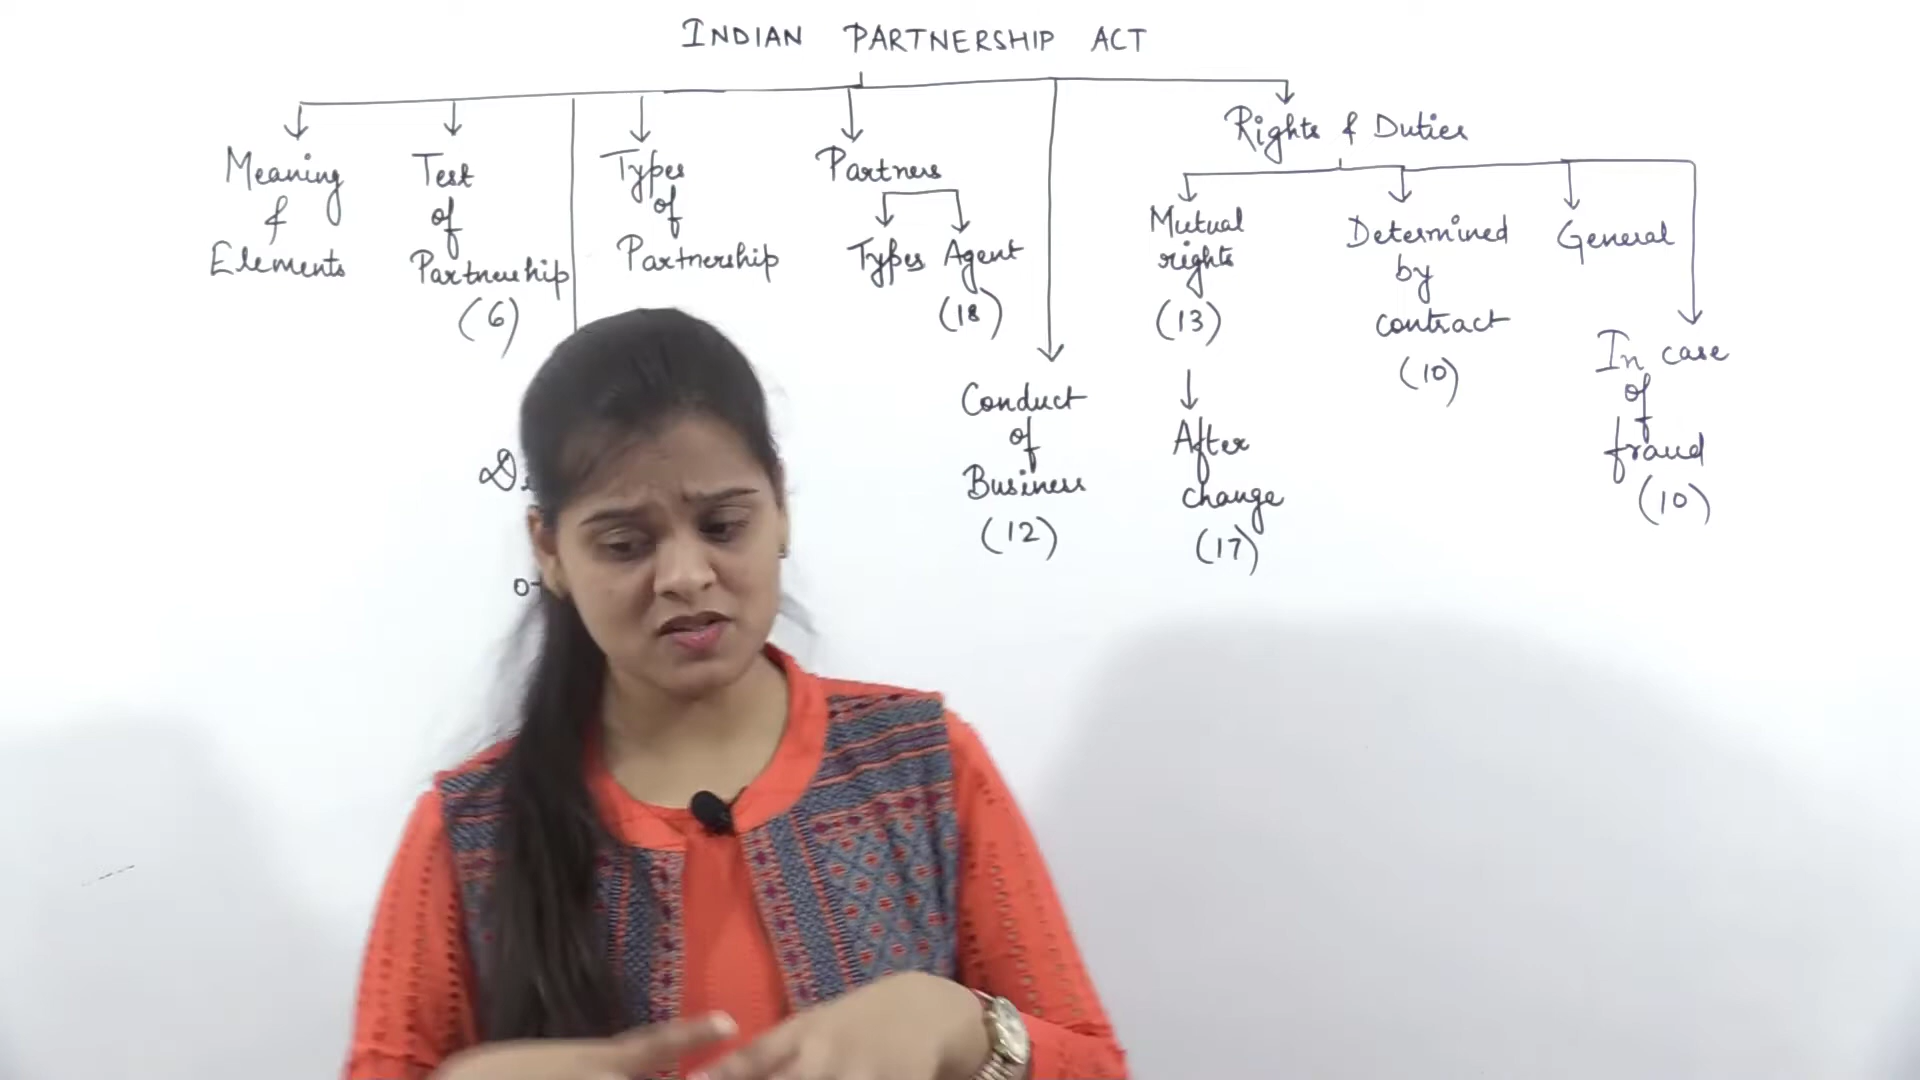 INDIAN PARTNERSHIP ACT
Meaning
&
Elements
Test
of
Partnership
(6)
Types
of
Partnership
Partners
Types Agent
(18)
Conduct
of
Business
(12)
Rights & Duties
Mutual
rights
(13)
After
change
(17)
Determined
by
contract
(10)
General
In case
of
fraud
(10)